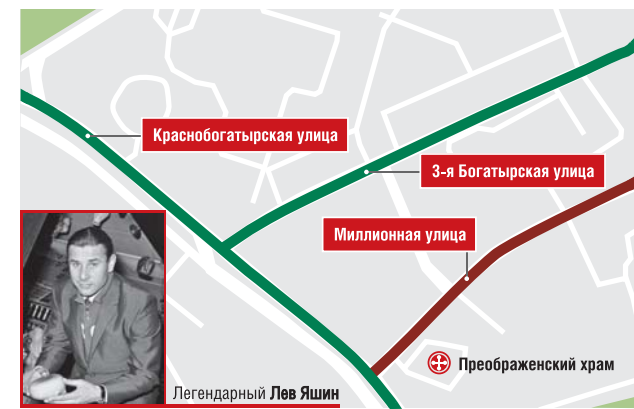 Краснобогатырская улица
3-я Богатырская улица
Миллионная улица
Преображенский храм
Легендарный Лев Яшин